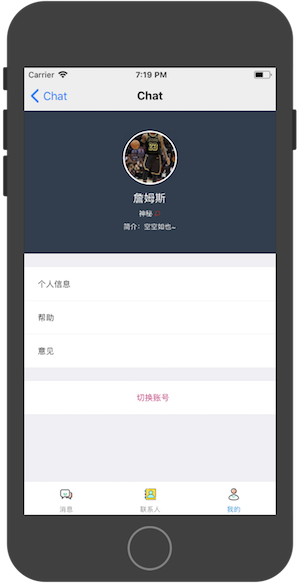 Carrier 7:19 PM
Chat Chat
詹姆斯
神秘
简介：空空如也~
个人信息
帮助
意见
切换账号
消息 联系人 我的